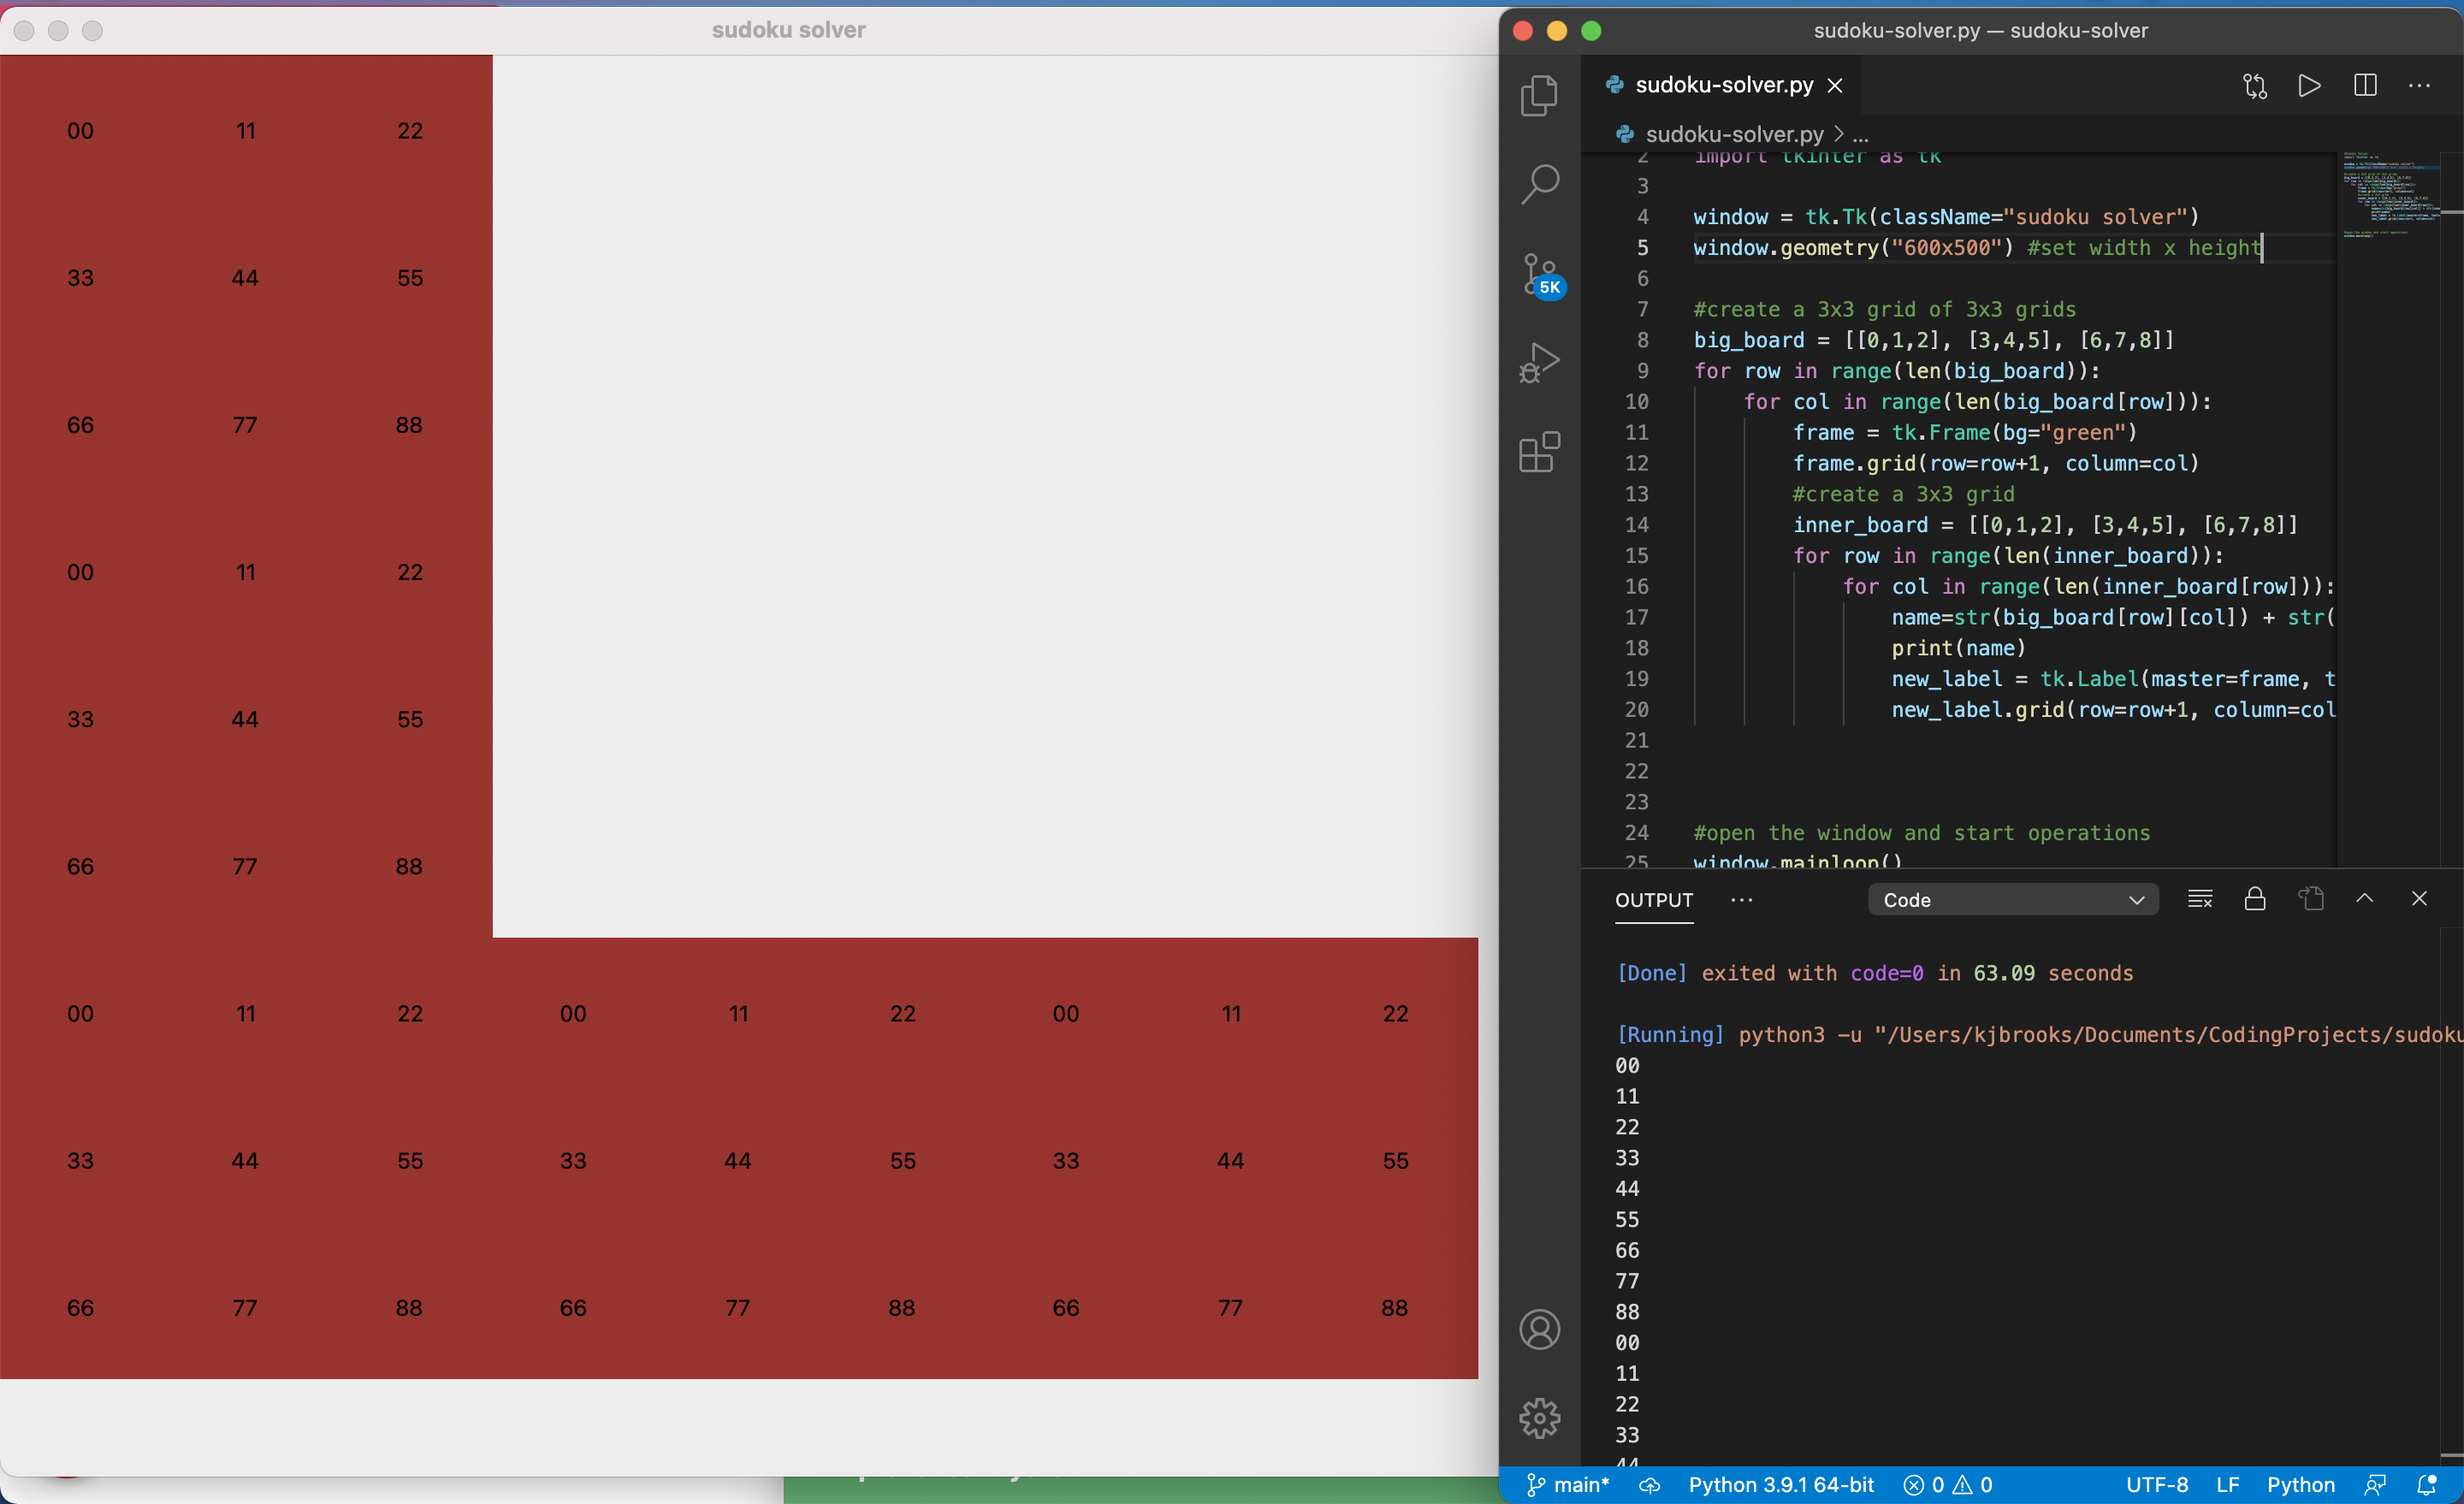 sudoku solver
00 11 22
33 44 55
66 77 88
00 11 22
33 44 55
66 77 88
00 11 22 00 11 22 00 11 22
33 44 55 33 44 55 33 44 55
66 77 88 66 77 88 66 77 88
sudoku-solver.py — sudoku-solver
sudoku-solver.py
sudoku-solver.py > ...
5K
2 import tkinter as tk
3
4 window = tk.Tk(className="sudoku solver")
5 window.geometry("600x500") #set width x height
6
7 #create a 3x3 grid of 3x3 grids
8 big_board = [[0,1,2], [3,4,5], [6,7,8]]
9 for row in range(len(big_board)):
10 for col in range(len(big_board[row])):
11 frame = tk.Frame(bg="green")
12 frame.grid(row=row+1, column=col)
13 #create a 3x3 grid
14 inner_board = [[0,1,2], [3,4,5], [6,7,8]]
15 for row in range(len(inner_board)):
16 for col in range(len(inner_board[row])):
17 name=str(big_board[row][col]) + str(
18 print(name)
19 new_label = tk.Label(master=frame, t
20 new_label.grid(row=row+1, column=col
21
22
23
24 #open the window and start operations
25 window.mainloop()
OUTPUT ... Code
[Done] exited with code=0 in 63.09 seconds
[Running] python3 -u "/Users/kjbrooks/Documents/CodingProjects/sudoku
00
11
22
33
44
55
66
77
88
00
11
22
33
44
main* Python 3.9.1 64-bit 0 0 UTF-8 LF Python